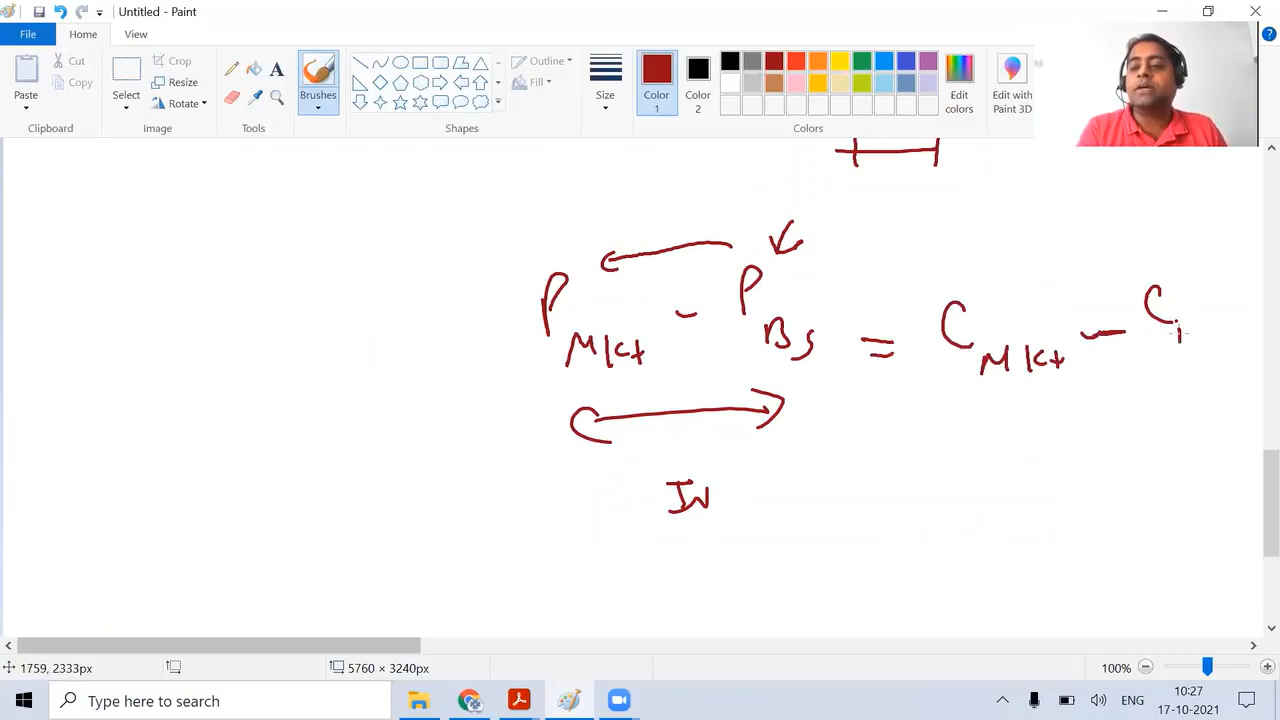 Untitled - Paint
File Home View
Paste
Cut
Copy
Clipboard
Select
Crop
Resize
Rotate
Image
A
Tools
Brushes
Shapes
Outline
Fill
Size
Color 1
Color 2
Colors
Edit colors
Edit with Paint 3D
P Mkt - P BS = C Mkt - C
IV
1759, 2333px
5760 × 3240px
100%
Type here to search
ENG
10:27
17-10-2021